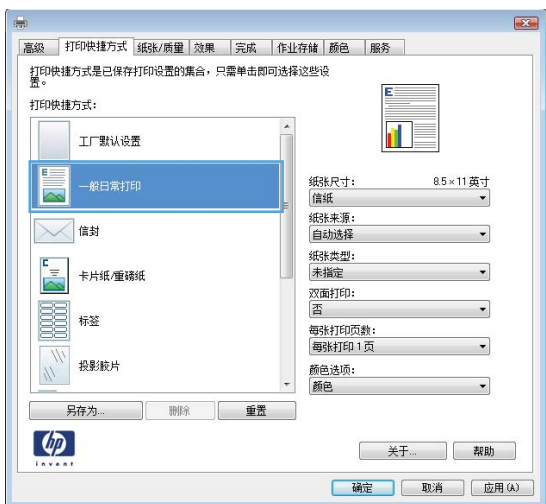 高级 打印快捷方式 纸张/质量 效果 完成 作业存储 颜色 服务
打印快捷方式是已保存打印设置的集合，只需单击即可选择这些设
置。
打印快捷方式：
工厂默认设置
一般日常打印
信封
卡片纸/重磅纸
标签
投影胶片
另存为... 删除 重置
E
纸张尺寸： 8.5×11 英寸
信纸
纸张来源：
自动选择
纸张类型：
未指定
双面打印：
否
每张打印页数：
每张打印 1 页
颜色选项：
颜色
hp
invent
关于... 帮助
确定 取消 应用(A)